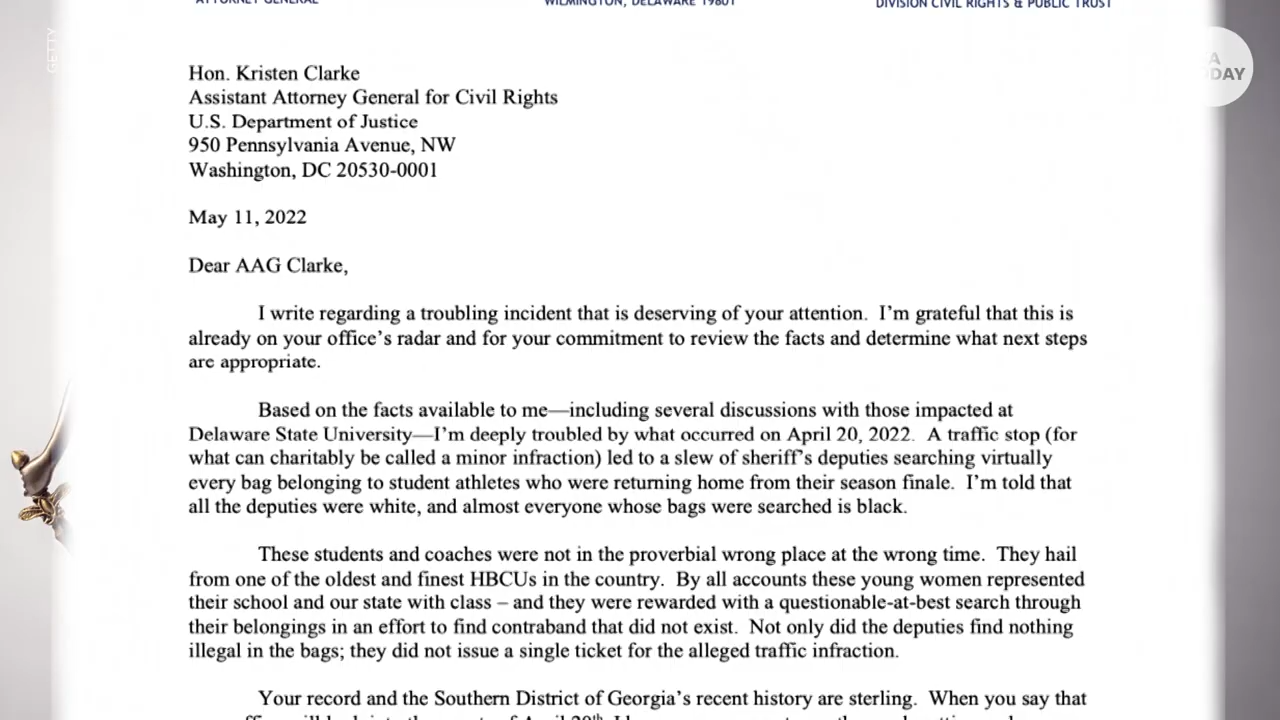 ATTORNEY GENERAL
WILMINGTON, DELAWARE 19801
DIVISION CIVIL RIGHTS & PUBLIC TRUST
GETTY
A
DAY
Hon. Kristen Clarke
Assistant Attorney General for Civil Rights
U.S. Department of Justice
950 Pennsylvania Avenue, NW
Washington, DC 20530-0001
May 11, 2022
Dear AAG Clarke,
I write regarding a troubling incident that is deserving of your attention.  I’m grateful that this is
already on your office’s radar and for your commitment to review the facts and determine what next steps
are appropriate.
Based on the facts available to me—including several discussions with those impacted at
Delaware State University—I’m deeply troubled by what occurred on April 20, 2022.  A traffic stop (for
what can charitably be called a minor infraction) led to a slew of sheriff’s deputies searching virtually
every bag belonging to student athletes who were returning home from their season finale.  I’m told that
all the deputies were white, and almost everyone whose bags were searched is black.
These students and coaches were not in the proverbial wrong place at the wrong time.  They hail
from one of the oldest and finest HBCUs in the country.  By all accounts these young women represented
their school and our state with class – and they were rewarded with a questionable-at-best search through
their belongings in an effort to find contraband that did not exist.  Not only did the deputies find nothing
illegal in the bags; they did not issue a single ticket for the alleged traffic infraction.
Your record and the Southern District of Georgia’s recent history are sterling.  When you say that